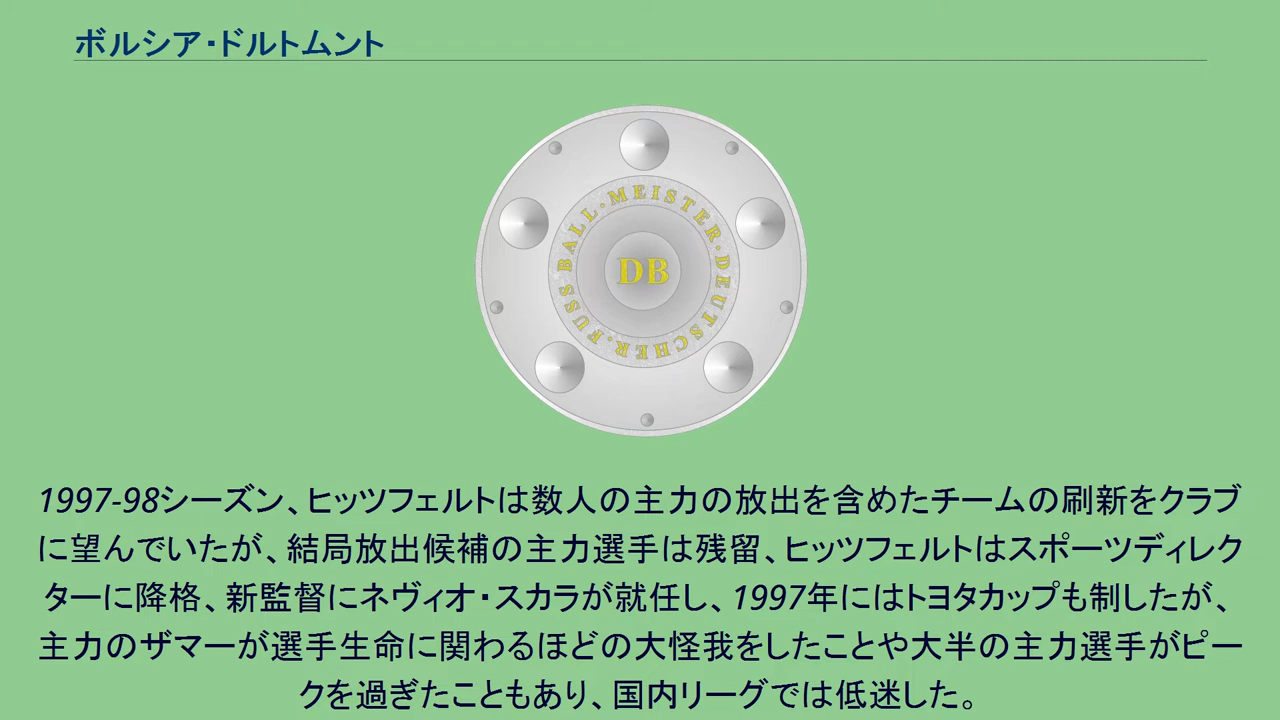 ボルシア・ドルトムント
MEISTER・DEUTSCHER・FUSSBALL・
DB
1997-98シーズン、ヒッツフェルトは数人の主力の放出を含めたチームの刷新をクラブ
に望んでいたが、結局放出候補の主力選手は残留、ヒッツフェルトはスポーツディレク
ターに降格、新監督にネヴィオ・スカラが就任し、1997年にはトヨタカップも制したが、
主力のザマーが選手生命に関わるほどの大怪我をしたことや大半の主力選手がピー
クを過ぎたこともあり、国内リーグでは低迷した。